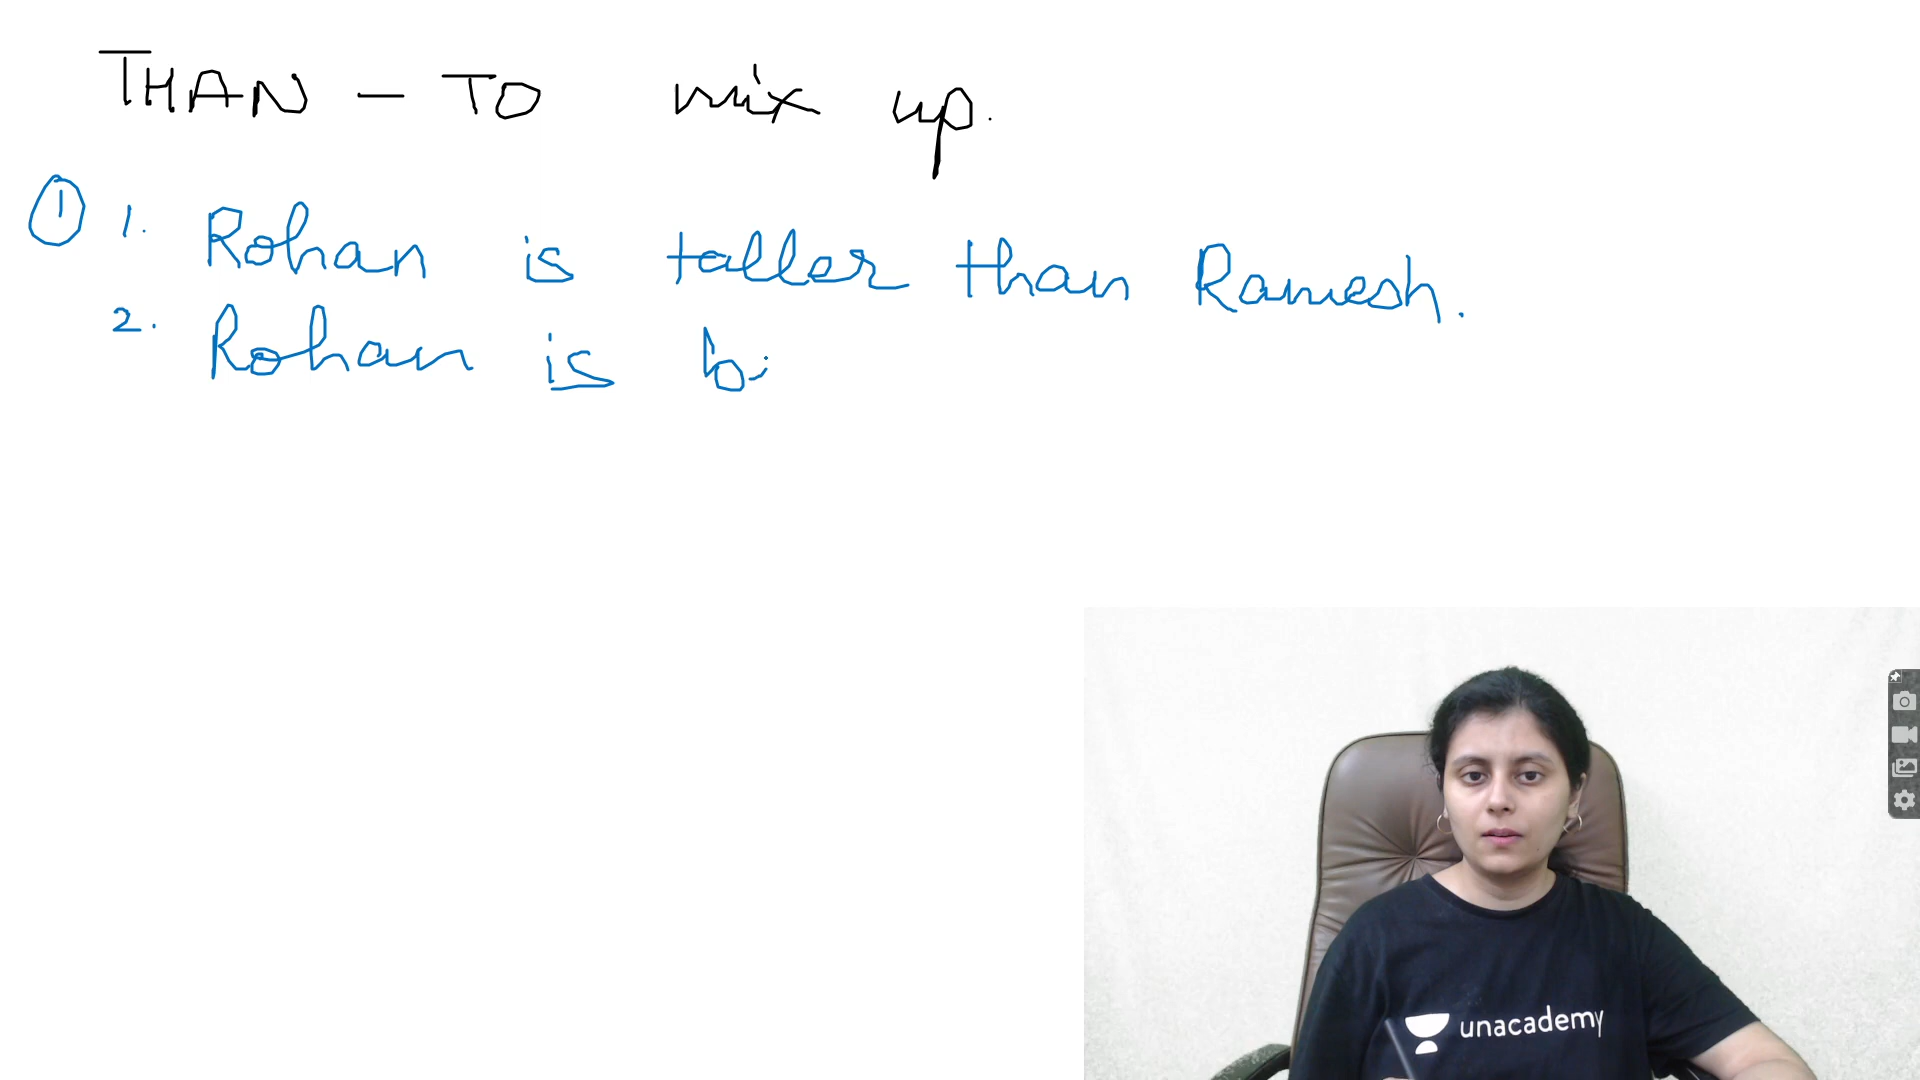 THAN - TO mix up.
① 1. Rohan is taller than Ramesh.
2. Rohan is
unacademy